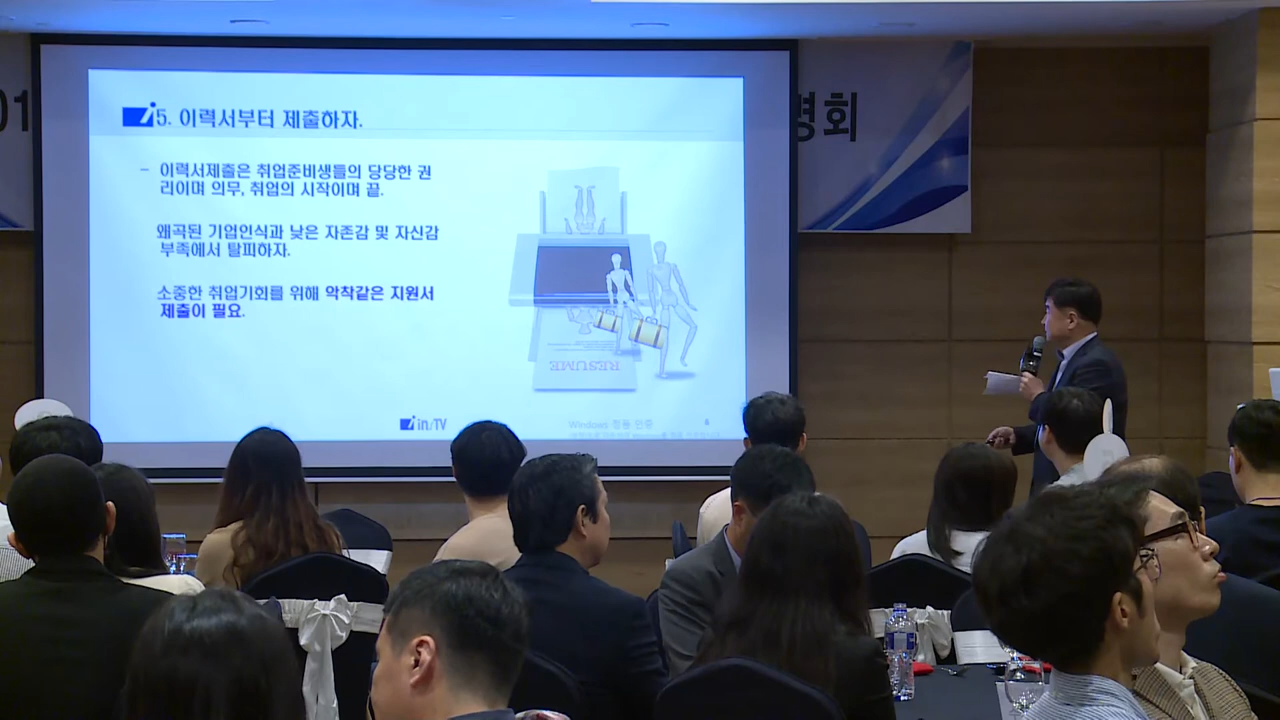 01
명회
5. 이력서부터 제출하자.
- 이력서제출은 취업준비생들의 당당한 권
리이며 의무, 취업의 시작이며 끝.
왜곡된 기업인식과 낮은 자존감 및 자신감
부족에서 탈피하자.
소중한 취업기회를 위해 악착같은 지원서
제출이 필요.
RESUME
in/TV
Windows 정품 인증
6